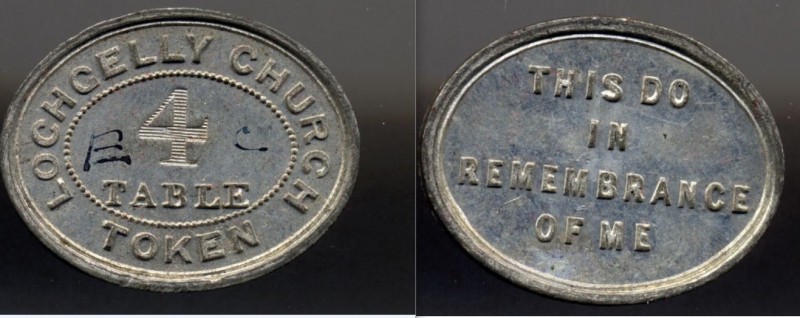 LOCHGELLY CHURCH
4
E C
TABLE
TOKEN
THIS DO
IN
REMEMBRANCE
OF ME